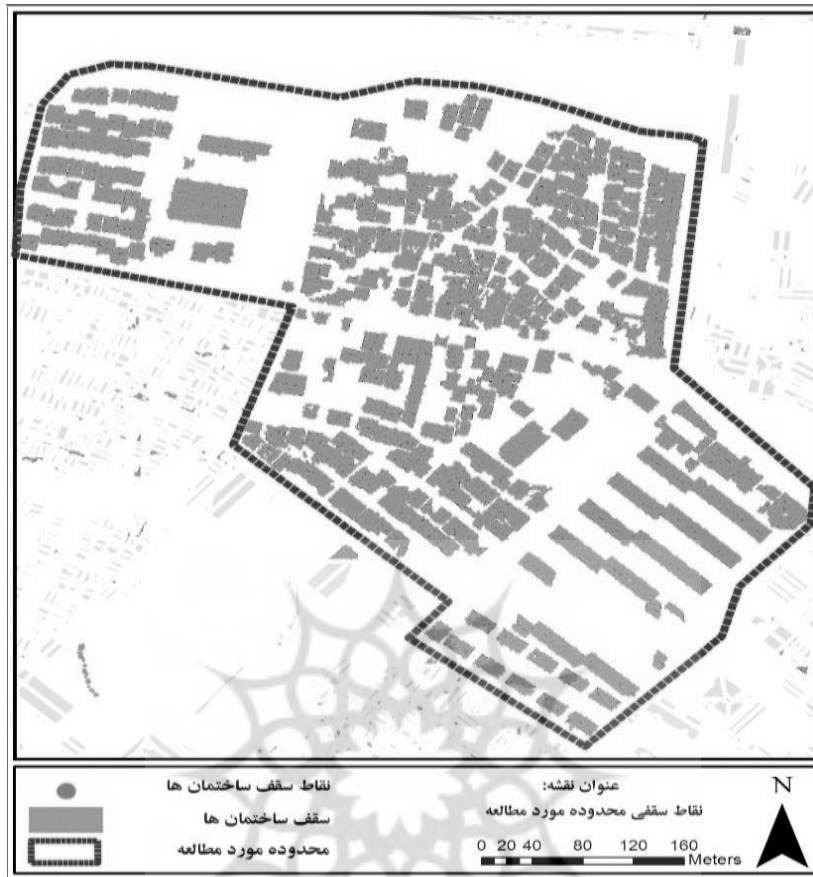 نقاط سقف ساختمان ها
سقف ساختمان ها
محدوده مورد مطالعه
عنوان نقشه:
نقاط سقفی محدوده مورد مطالعه
0 20 40 80 120 160
Meters
N